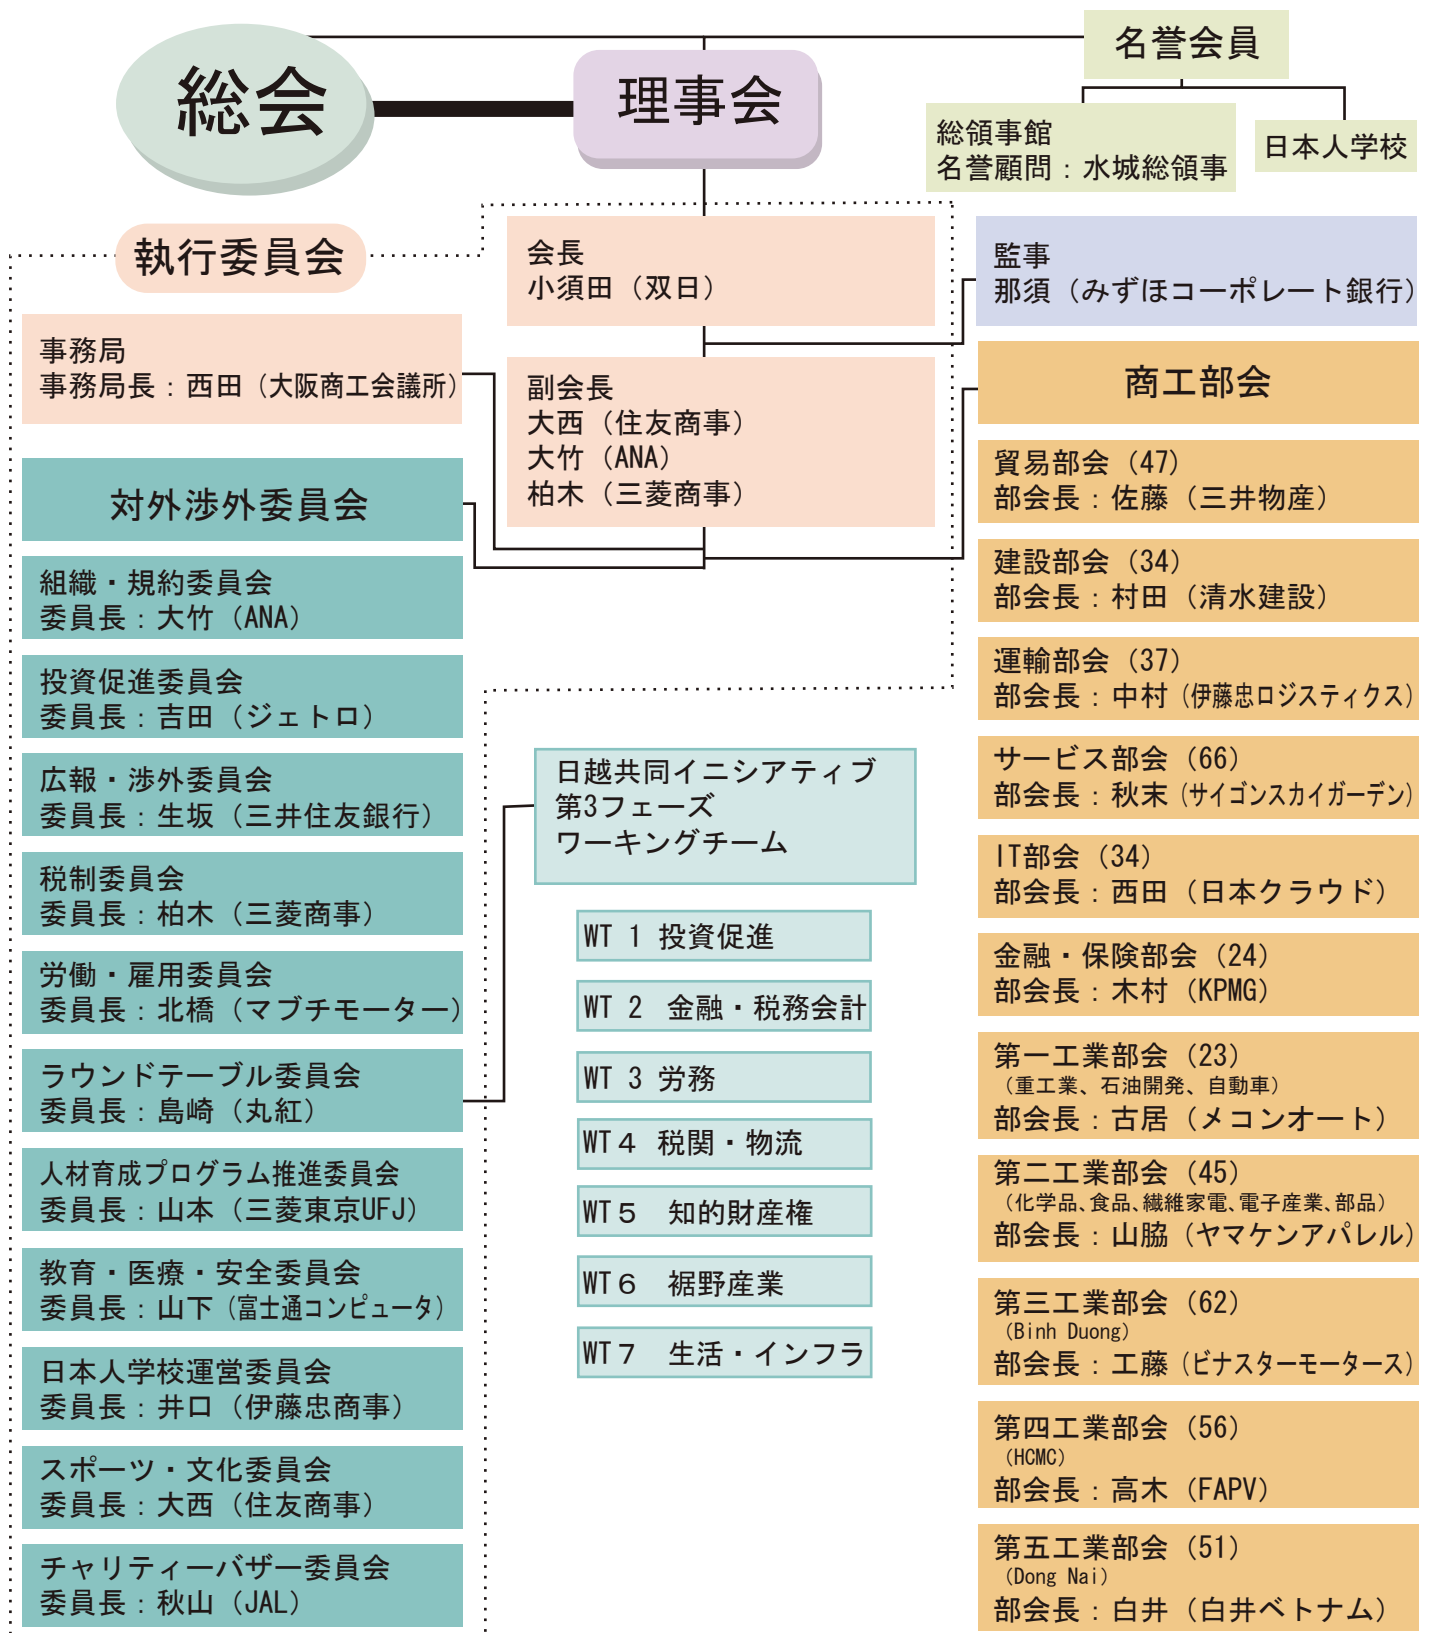 総会
理事会
名誉会員
総領事館
名誉顧問：水城総領事
日本人学校
執行委員会
会長
小須田（双日）
監事
那須（みずほコーポレート銀行）
事務局
事務局長：西田（大阪商工会議所）
副会長
大西（住友商事）
大竹（ANA）
柏木（三菱商事）
対外渉外委員会
組織・規約委員会
委員長：大竹（ANA）
投資促進委員会
委員長：吉田（ジェトロ）
広報・渉外委員会
委員長：生坂（三井住友銀行）
税制委員会
委員長：柏木（三菱商事）
労働・雇用委員会
委員長：北橋（マブチモーター）
ラウンドテーブル委員会
委員長：島崎（丸紅）
人材育成プログラム推進委員会
委員長：山本（三菱東京UFJ）
教育・医療・安全委員会
委員長：山下（富士通コンピュータ）
日本人学校運営委員会
委員長：井口（伊藤忠商事）
スポーツ・文化委員会
委員長：大西（住友商事）
チャリティーバザー委員会
委員長：秋山（JAL）
日越共同イニシアティブ
第3フェーズ
ワーキングチーム
WT 1 投資促進
WT 2 金融・税務会計
WT 3 労務
WT４ 税関・物流
WT５ 知的財産権
WT６ 裾野産業
WT７ 生活・インフラ
商工部会
貿易部会（47）
部会長：佐藤（三井物産）
建設部会（34）
部会長：村田（清水建設）
運輸部会（37）
部会長：中村（伊藤忠ロジスティクス）
サービス部会（66）
部会長：秋末（サイゴンスカイガーデン）
IT部会（34）
部会長：西田（日本クラウド）
金融・保険部会（24）
部会長：木村（KPMG）
第一工業部会（23）
（重工業、石油開発、自動車）
部会長：古居（メコンオート）
第二工業部会（45）
（化学品、食品、繊維家電、電子産業、部品）
部会長：山脇（ヤマケンアパレル）
第三工業部会（62）
（Binh Duong）
部会長：工藤（ビナスターモータース）
第四工業部会（56）
（HCMC）
部会長：高木（FAPV）
第五工業部会（51）
（Dong Nai）
部会長：白井（白井ベトナム）